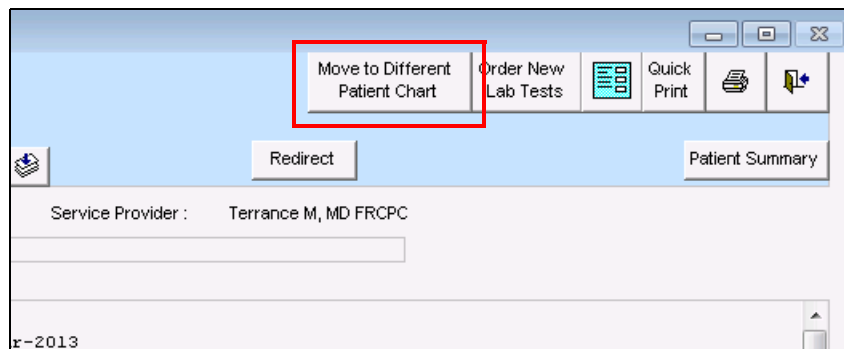 Move to Different
Patient Chart
Order New
Lab Tests
Quick
Print
Redirect
Patient Summary
Service Provider :
Terrance M, MD FRCPC
r-2013